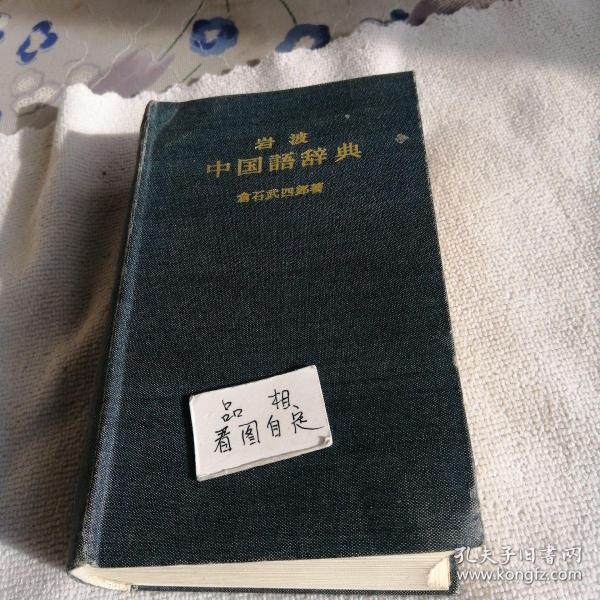 岩波
中国語辞典
倉石武四郎著
品相
看图自足
孔夫子旧书网
www.kongfz.com